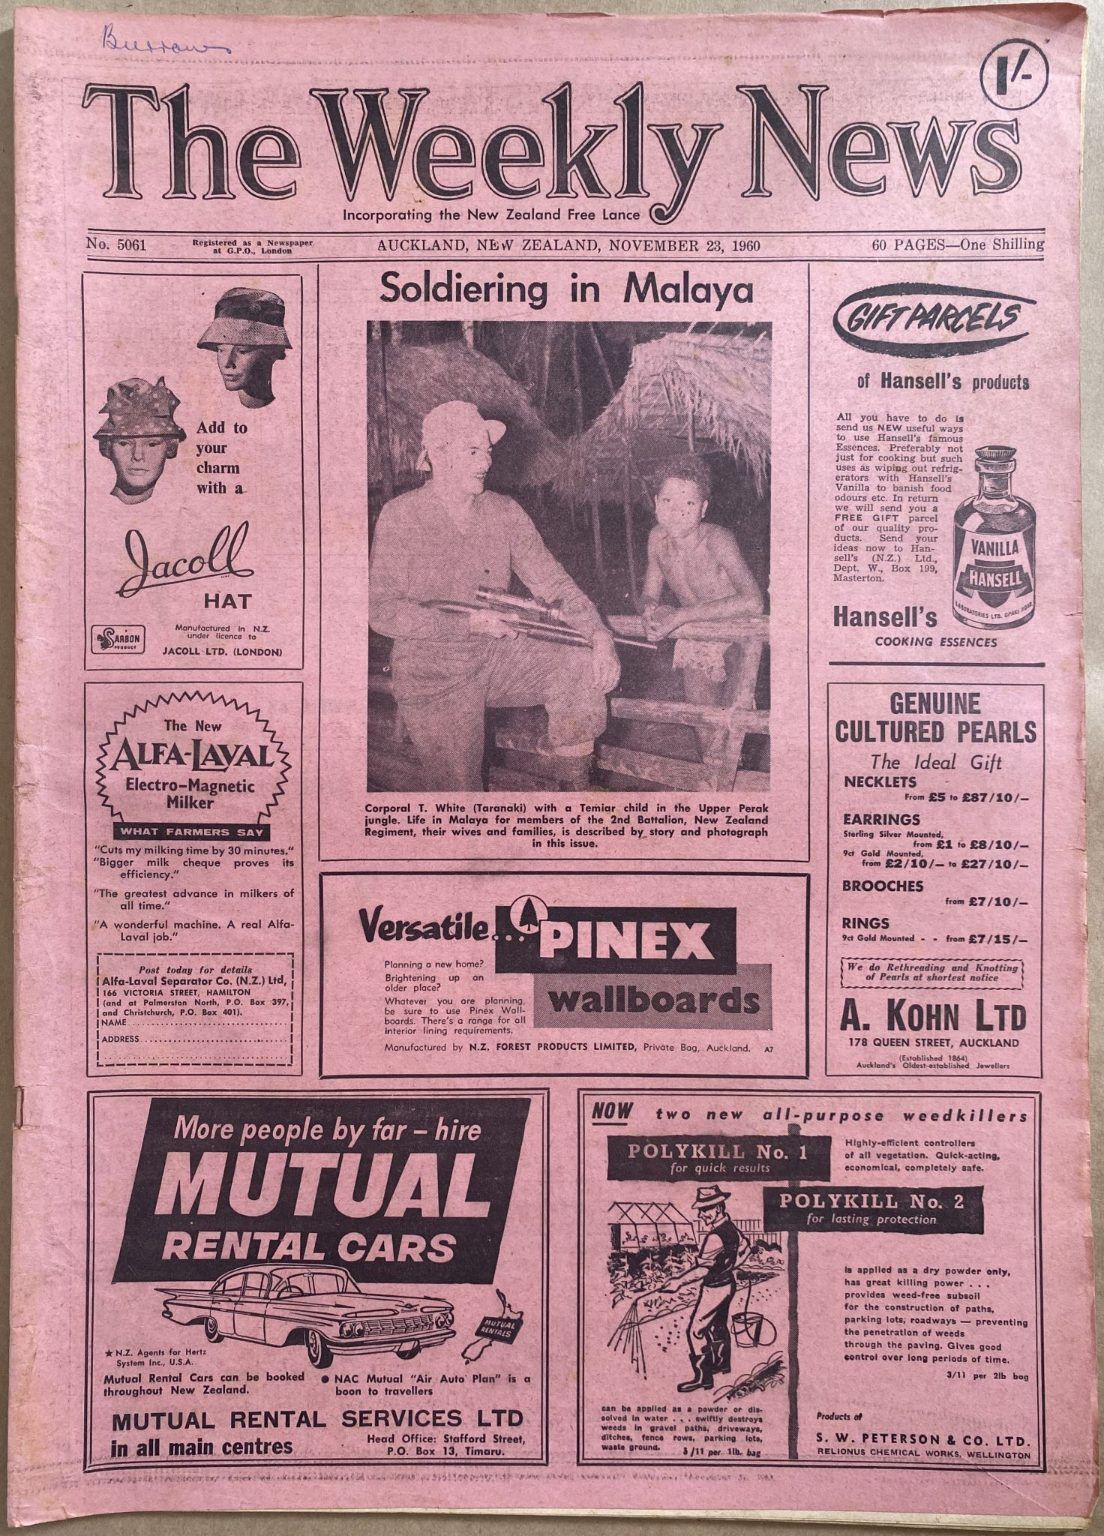 Burrows
1/-
The Weekly News
Incorporating the New Zealand Free Lance
No. 5061
Registered as a Newspaper
at G.P.O., London
AUCKLAND, NEW ZEALAND, NOVEMBER 23, 1960
60 PAGES—One Shilling
Add to
your
charm
with a
Jacoll
HAT
SARBON
PRODUCT
Manufactured in N.Z.
under licence to
JACOLL LTD. (LONDON)
The New
ALFA-LAVAL
Electro-Magnetic
Milker
WHAT FARMERS SAY
"Cuts my milking time by 30 minutes."
"Bigger milk cheque proves its
efficiency."
"The greatest advance in milkers of
all time."
"A wonderful machine. A real Alfa-
Laval job."
Post today for details
Alfa-Laval Separator Co. (N.Z.) Ltd,
166 VICTORIA STREET, HAMILTON
(and at Palmerston North, P.O. Box 397,
and Christchurch, P.O. Box 401).
NAME
ADDRESS
Soldiering in Malaya
Corporal T. White (Taranaki) with a Temiar child in the Upper Perak
jungle. Life in Malaya for members of the 2nd Battalion, New Zealand
Regiment, their wives and families, is described by story and photograph
in this issue.
Versatile... PINEX
wallboards
Planning a new home?
Brightening up an
older place?
Whatever you are planning,
be sure to use Pinex Wall-
boards. There's a range for all
interior lining requirements.
Manufactured by N.Z. FOREST PRODUCTS LIMITED, Private Bag, Auckland. A7
GIFT PARCELS
of Hansell's products
All you have to do is
send us NEW useful ways
to use Hansell's famous
Essences. Preferably not
just for cooking but such
uses as wiping out refrig-
erators with Hansell's
Vanilla to banish food
odours etc. In return
we will send you a
FREE GIFT parcel
of our quality pro-
ducts. Send your
ideas now to Han-
sell's (N.Z.) Ltd.,
Dept. W., Box 199,
Masterton.
VANILLA
HANSELL
Hansell's
COOKING ESSENCES
GENUINE
CULTURED PEARLS
The Ideal Gift
NECKLETS
From £5 to £87/10/-
EARRINGS
Sterling Silver Mounted,
from £1 to £8/10/-
9ct Gold Mounted,
from £2/10/- to £27/10/-
BROOCHES
from £7/10/-
RINGS
9ct Gold Mounted - - from £7/15/-
We do Rethreading and Knotting
of Pearls at shortest notice
A. KOHN LTD
178 QUEEN STREET, AUCKLAND
(Established 1864)
Auckland's Oldest-established Jewellers
More people by far – hire
MUTUAL
RENTAL CARS
MUTUAL
RENTALS
★ N.Z. Agents for Hertz
System Inc., U.S.A.
Mutual Rental Cars can be booked
throughout New Zealand.
● NAC Mutual "Air Auto Plan" is a
boon to travellers
MUTUAL RENTAL SERVICES LTD
in all main centres
Head Office: Stafford Street,
P.O. Box 13, Timaru.
NOW two new all-purpose weedkillers
POLYKILL No. 1
for quick results
Highly-efficient controllers
of all vegetation. Quick-acting,
economical, completely safe.
POLYKILL No. 2
for lasting protection
is applied as a dry powder only,
has great killing power . . .
provides weed-free subsoil
for the construction of paths,
parking lots, roadways — preventing
the penetration of weeds
through the paving. Gives good
control over long periods of time.
3/11 per 2lb bag
can be applied as a powder or dis-
solved in water . . . swiftly destroys
weeds in gravel paths, driveways,
ditches, fence rows, parking lots,
waste ground. 5/11 per 1lb. bag
Products of
S. W. PETERSON & CO. LTD.
RELIONUS CHEMICAL WORKS, WELLINGTON